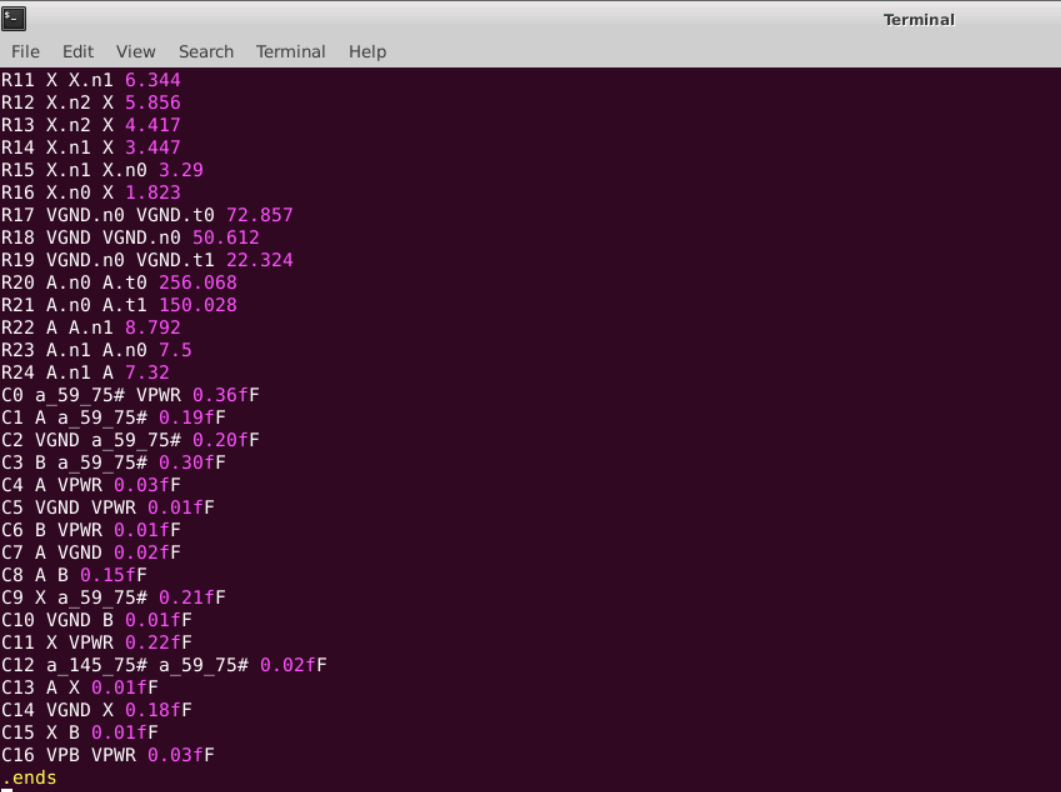 Terminal
File Edit View Search Terminal Help
R11 X X.n1 6.344
R12 X.n2 X 5.856
R13 X.n2 X 4.417
R14 X.n1 X 3.447
R15 X.n1 X.n0 3.29
R16 X.n0 X 1.823
R17 VGND.n0 VGND.t0 72.857
R18 VGND VGND.n0 50.612
R19 VGND.n0 VGND.t1 22.324
R20 A.n0 A.t0 256.068
R21 A.n0 A.t1 150.028
R22 A A.n1 8.792
R23 A.n1 A.n0 7.5
R24 A.n1 A 7.32
C0 a_59_75# VPWR 0.36fF
C1 A a_59_75# 0.19fF
C2 VGND a_59_75# 0.20fF
C3 B a_59_75# 0.30fF
C4 A VPWR 0.03fF
C5 VGND VPWR 0.01fF
C6 B VPWR 0.01fF
C7 A VGND 0.02fF
C8 A B 0.15fF
C9 X a_59_75# 0.21fF
C10 VGND B 0.01fF
C11 X VPWR 0.22fF
C12 a_145_75# a_59_75# 0.02fF
C13 A X 0.01fF
C14 VGND X 0.18fF
C15 X B 0.01fF
C16 VPB VPWR 0.03fF
.ends